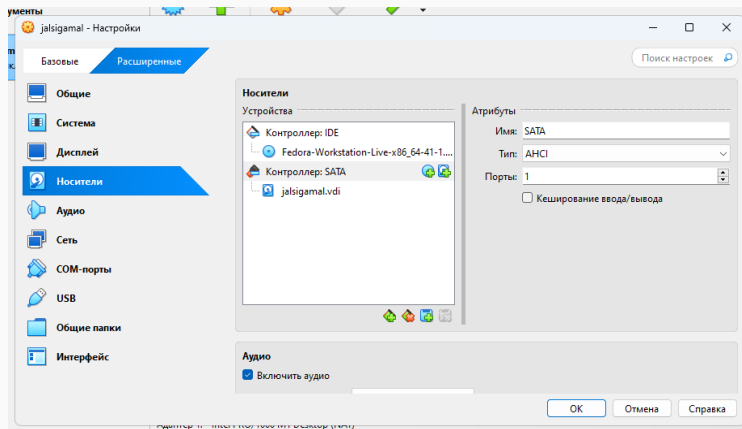 ументы
jalsigamal - Настройки
Базовые
Расширенные
Поиск настроек
Общие
Система
Дисплей
Носители
Аудио
Сеть
COM-порты
USB
Общие папки
Интерфейс
Носители
Устройства
Контроллер: IDE
Fedora-Workstation-Live-x86_64-41-1....
Контроллер: SATA
jalsigamal.vdi
Атрибуты
Имя: SATA
Тип: AHCI
Порты: 1
Кеширование ввода/вывода
Аудио
Включить аудио
OK
Отмена
Справка